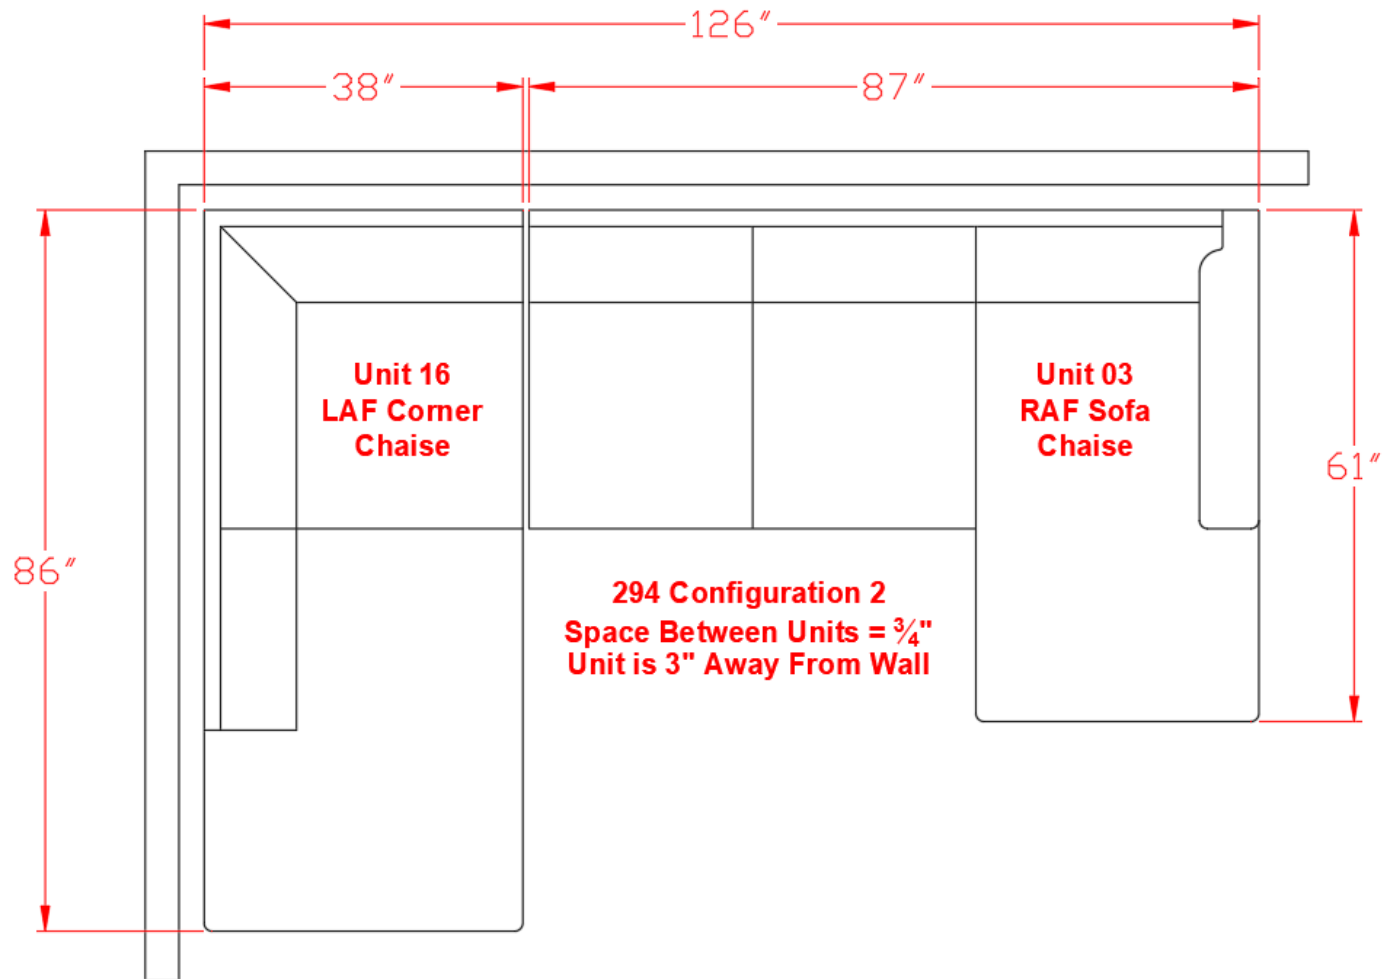 126"
38"
87"
Unit 16
LAF Corner
Chaise
Unit 03
RAF Sofa
Chaise
61"
86"
294 Configuration 2
Space Between Units = ¾"
Unit is 3" Away From Wall